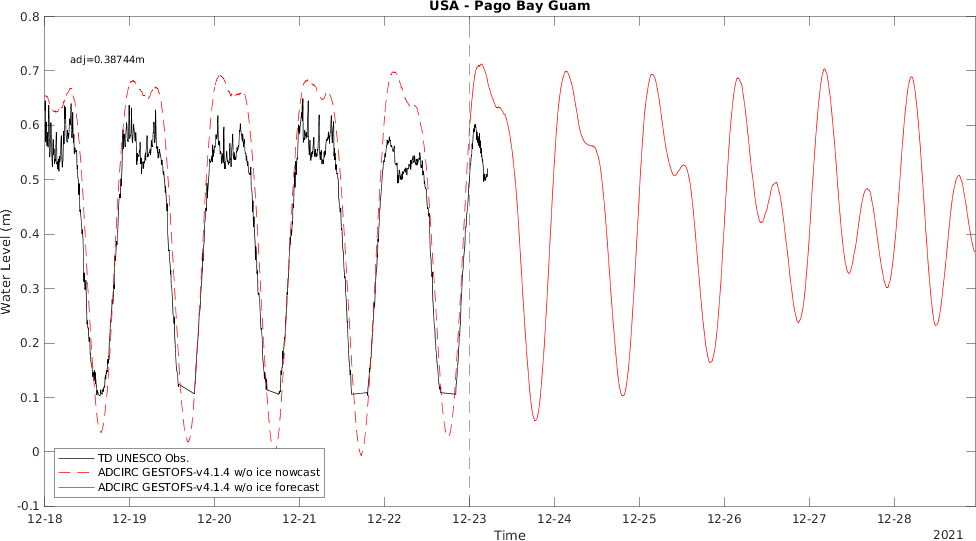 USA - Pago Bay Guam
adj=0.38744m
0.8
0.7
0.6
0.5
0.4
0.3
0.2
0.1
0
-0.1
Water Level (m)
TD UNESCO Obs.
ADCIRC GESTOFS-v4.1.4 w/o ice nowcast
ADCIRC GESTOFS-v4.1.4 w/o ice forecast
12-18 12-19 12-20 12-21 12-22 12-23 12-24 12-25 12-26 12-27 12-28
Time
2021